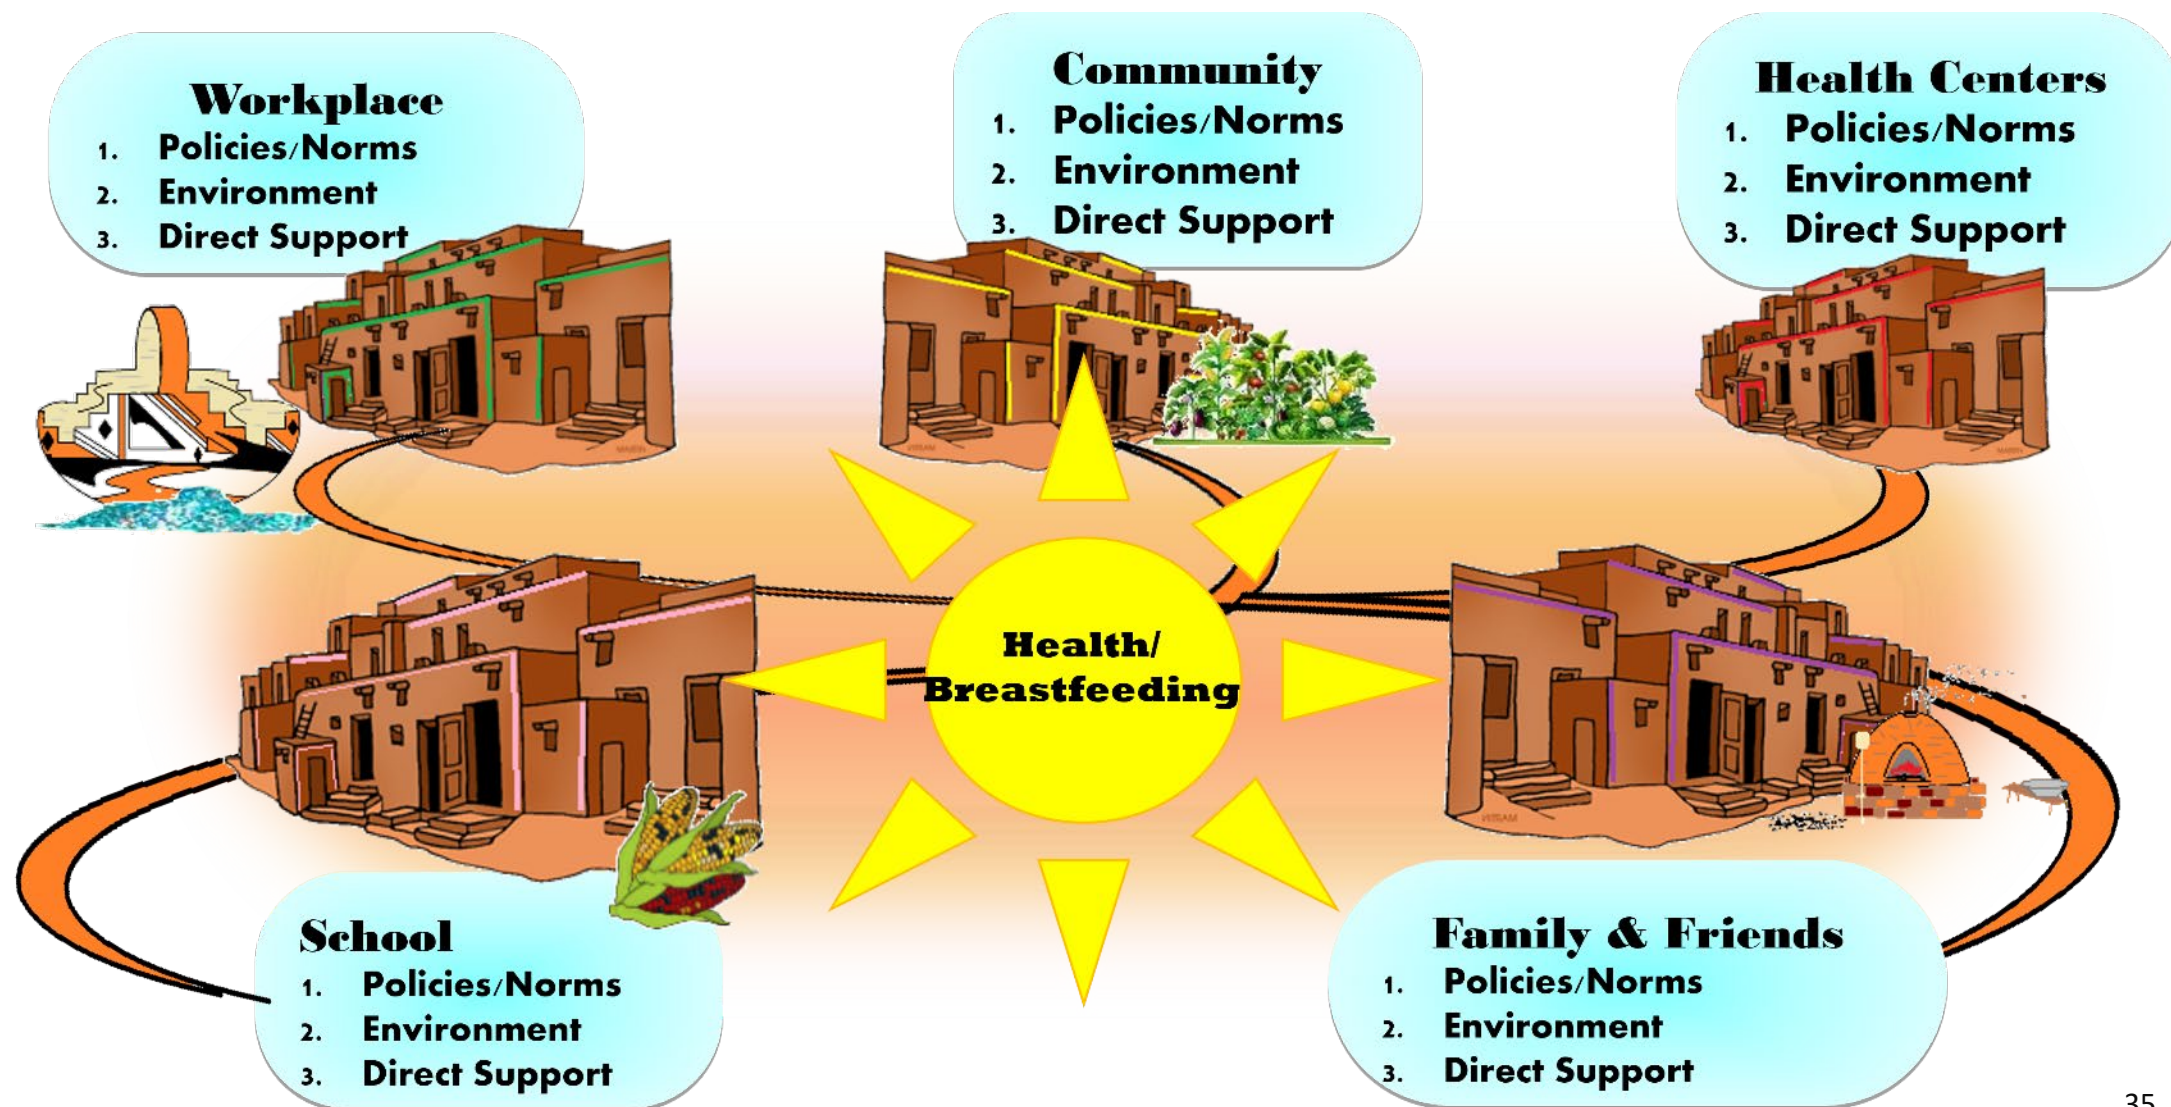 Workplace
1. Policies/Norms
2. Environment
3. Direct Support
Community
1. Policies/Norms
2. Environment
3. Direct Support
Health Centers
1. Policies/Norms
2. Environment
3. Direct Support
Health/
Breastfeeding
School
1. Policies/Norms
2. Environment
3. Direct Support
Family & Friends
1. Policies/Norms
2. Environment
3. Direct Support
35